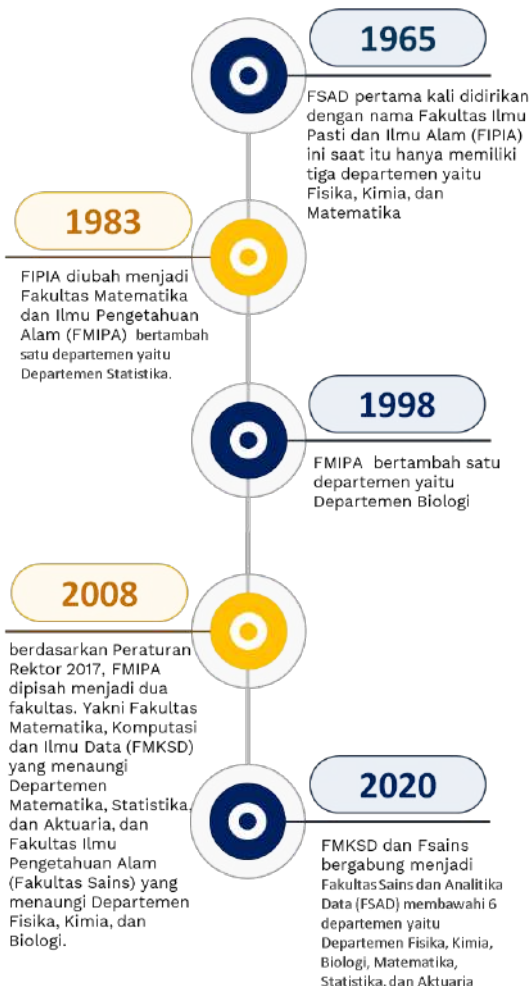 1965
FSAD pertama kali didirikan
dengan nama Fakultas Ilmu
Pasti dan Ilmu Alam (FIPIA)
ini saat itu hanya memiliki
tiga departemen yaitu
Fisika, Kimia, dan
Matematika
1983
FIPIA diubah menjadi
Fakultas Matematika
dan Ilmu Pengetahuan
Alam (FMIPA) bertambah
satu departemen yaitu
Departemen Statistika.
1998
FMIPA bertambah satu
departemen yaitu
Departemen Biologi
2008
berdasarkan Peraturan
Rektor 2017, FMIPA
dipisah menjadi dua
fakultas. Yakni Fakultas
Matematika, Komputasi
dan Ilmu Data (FMKSD)
yang menaungi
Departemen
Matematika, Statistika,
dan Aktuaria, dan
Fakultas Ilmu
Pengetahuan Alam
(Fakultas Sains) yang
menaungi Departemen
Fisika, Kimia, dan
Biologi.
2020
FMKSD dan Fsains
bergabung menjadi
Fakultas Sains dan Analitika
Data (FSAD) membawahi 6
departemen yaitu
Departemen Fisika, Kimia,
Biologi, Matematika,
Statistika, dan Aktuaria